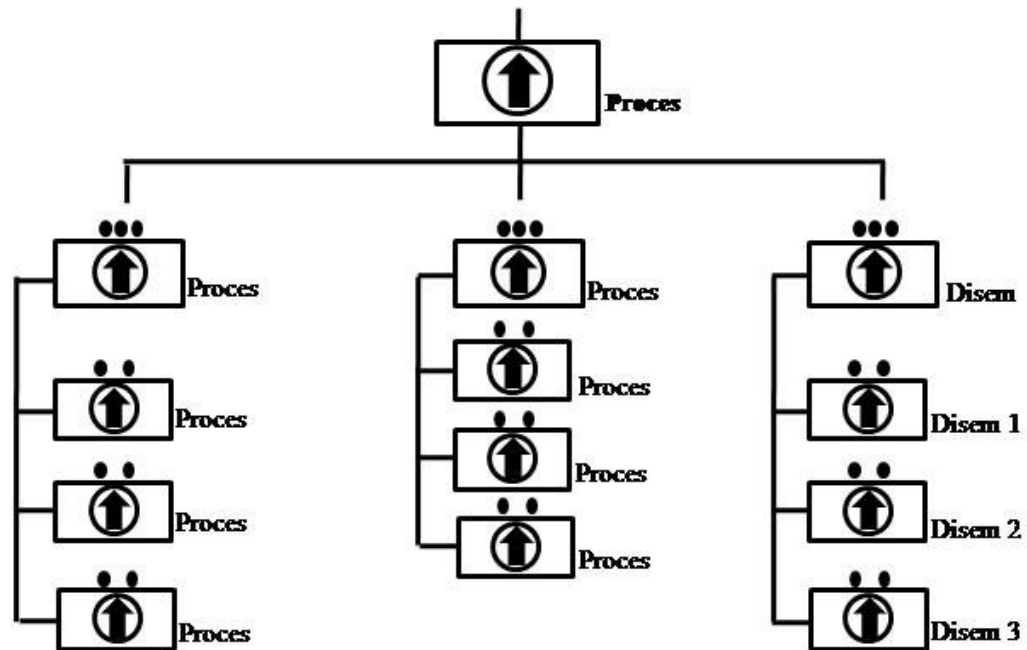 Proces
Proces
Proces
Disem
Proces
Proces
Disem 1
Proces
Proces
Disem 2
Proces
Proces
Disem 3